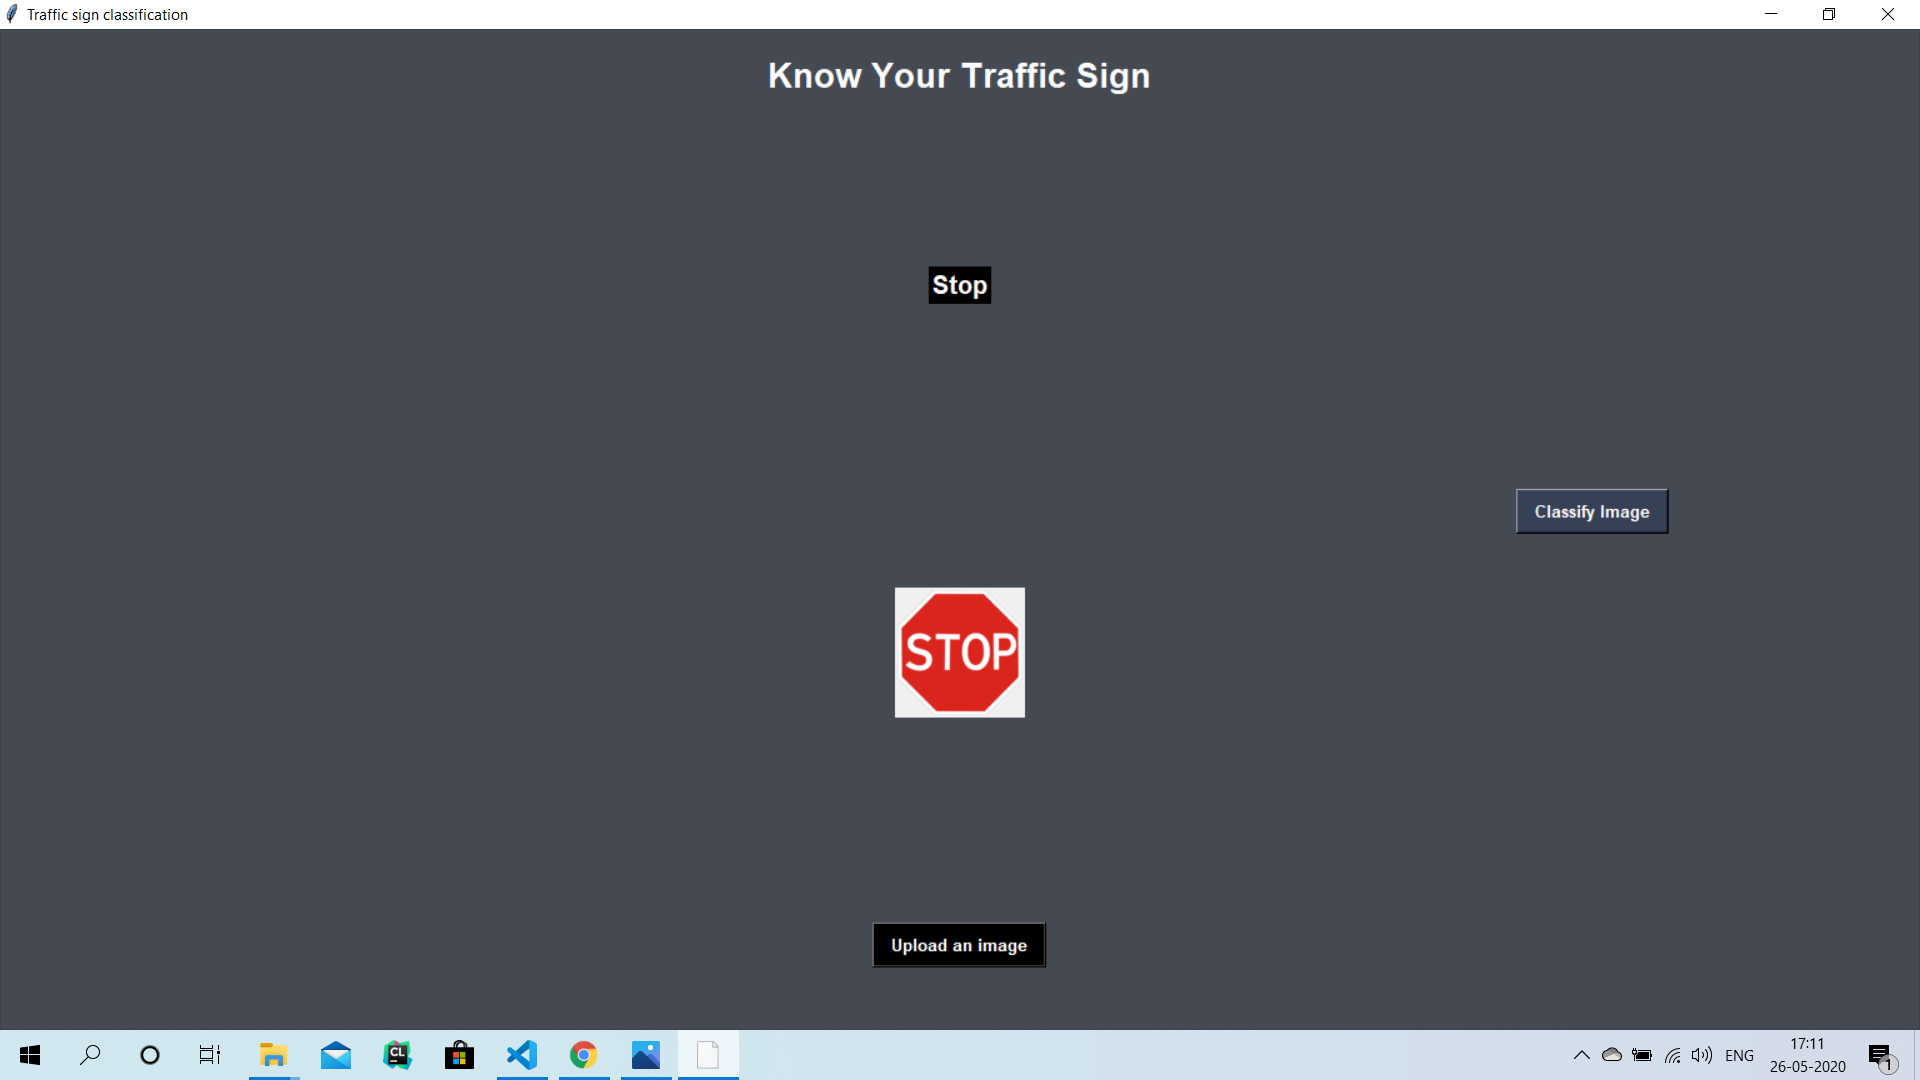 Traffic sign classification
Know Your Traffic Sign
Stop
Classify Image
STOP
Upload an image
CL
ENG
17:11
26-05-2020
1